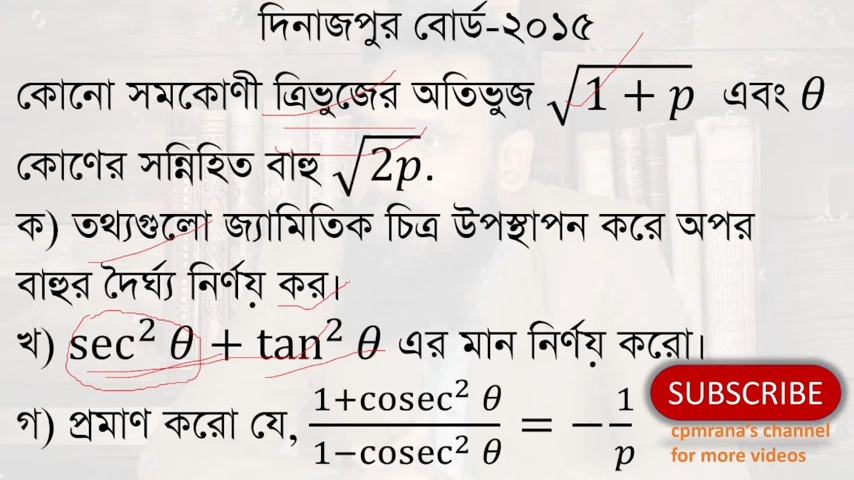 দিনাজপুর বোর্ড-২০১৫
কোনো সমকোণী ত্রিভুজের অতিভুজ √(1 + p) এবং θ
কোণের সন্নিহিত বাহু √(2p).
ক) তথ্যগুলো জ্যামিতিক চিত্র উপস্থাপন করে অপর
বাহুর দৈর্ঘ্য নির্ণয় কর।
খ) sec² θ + tan² θ এর মান নির্ণয় করো।
গ) প্রমাণ করো যে, (1+cosec² θ)/(1−cosec² θ) = −1/p
SUBSCRIBE
cpmrana's channel
for more videos